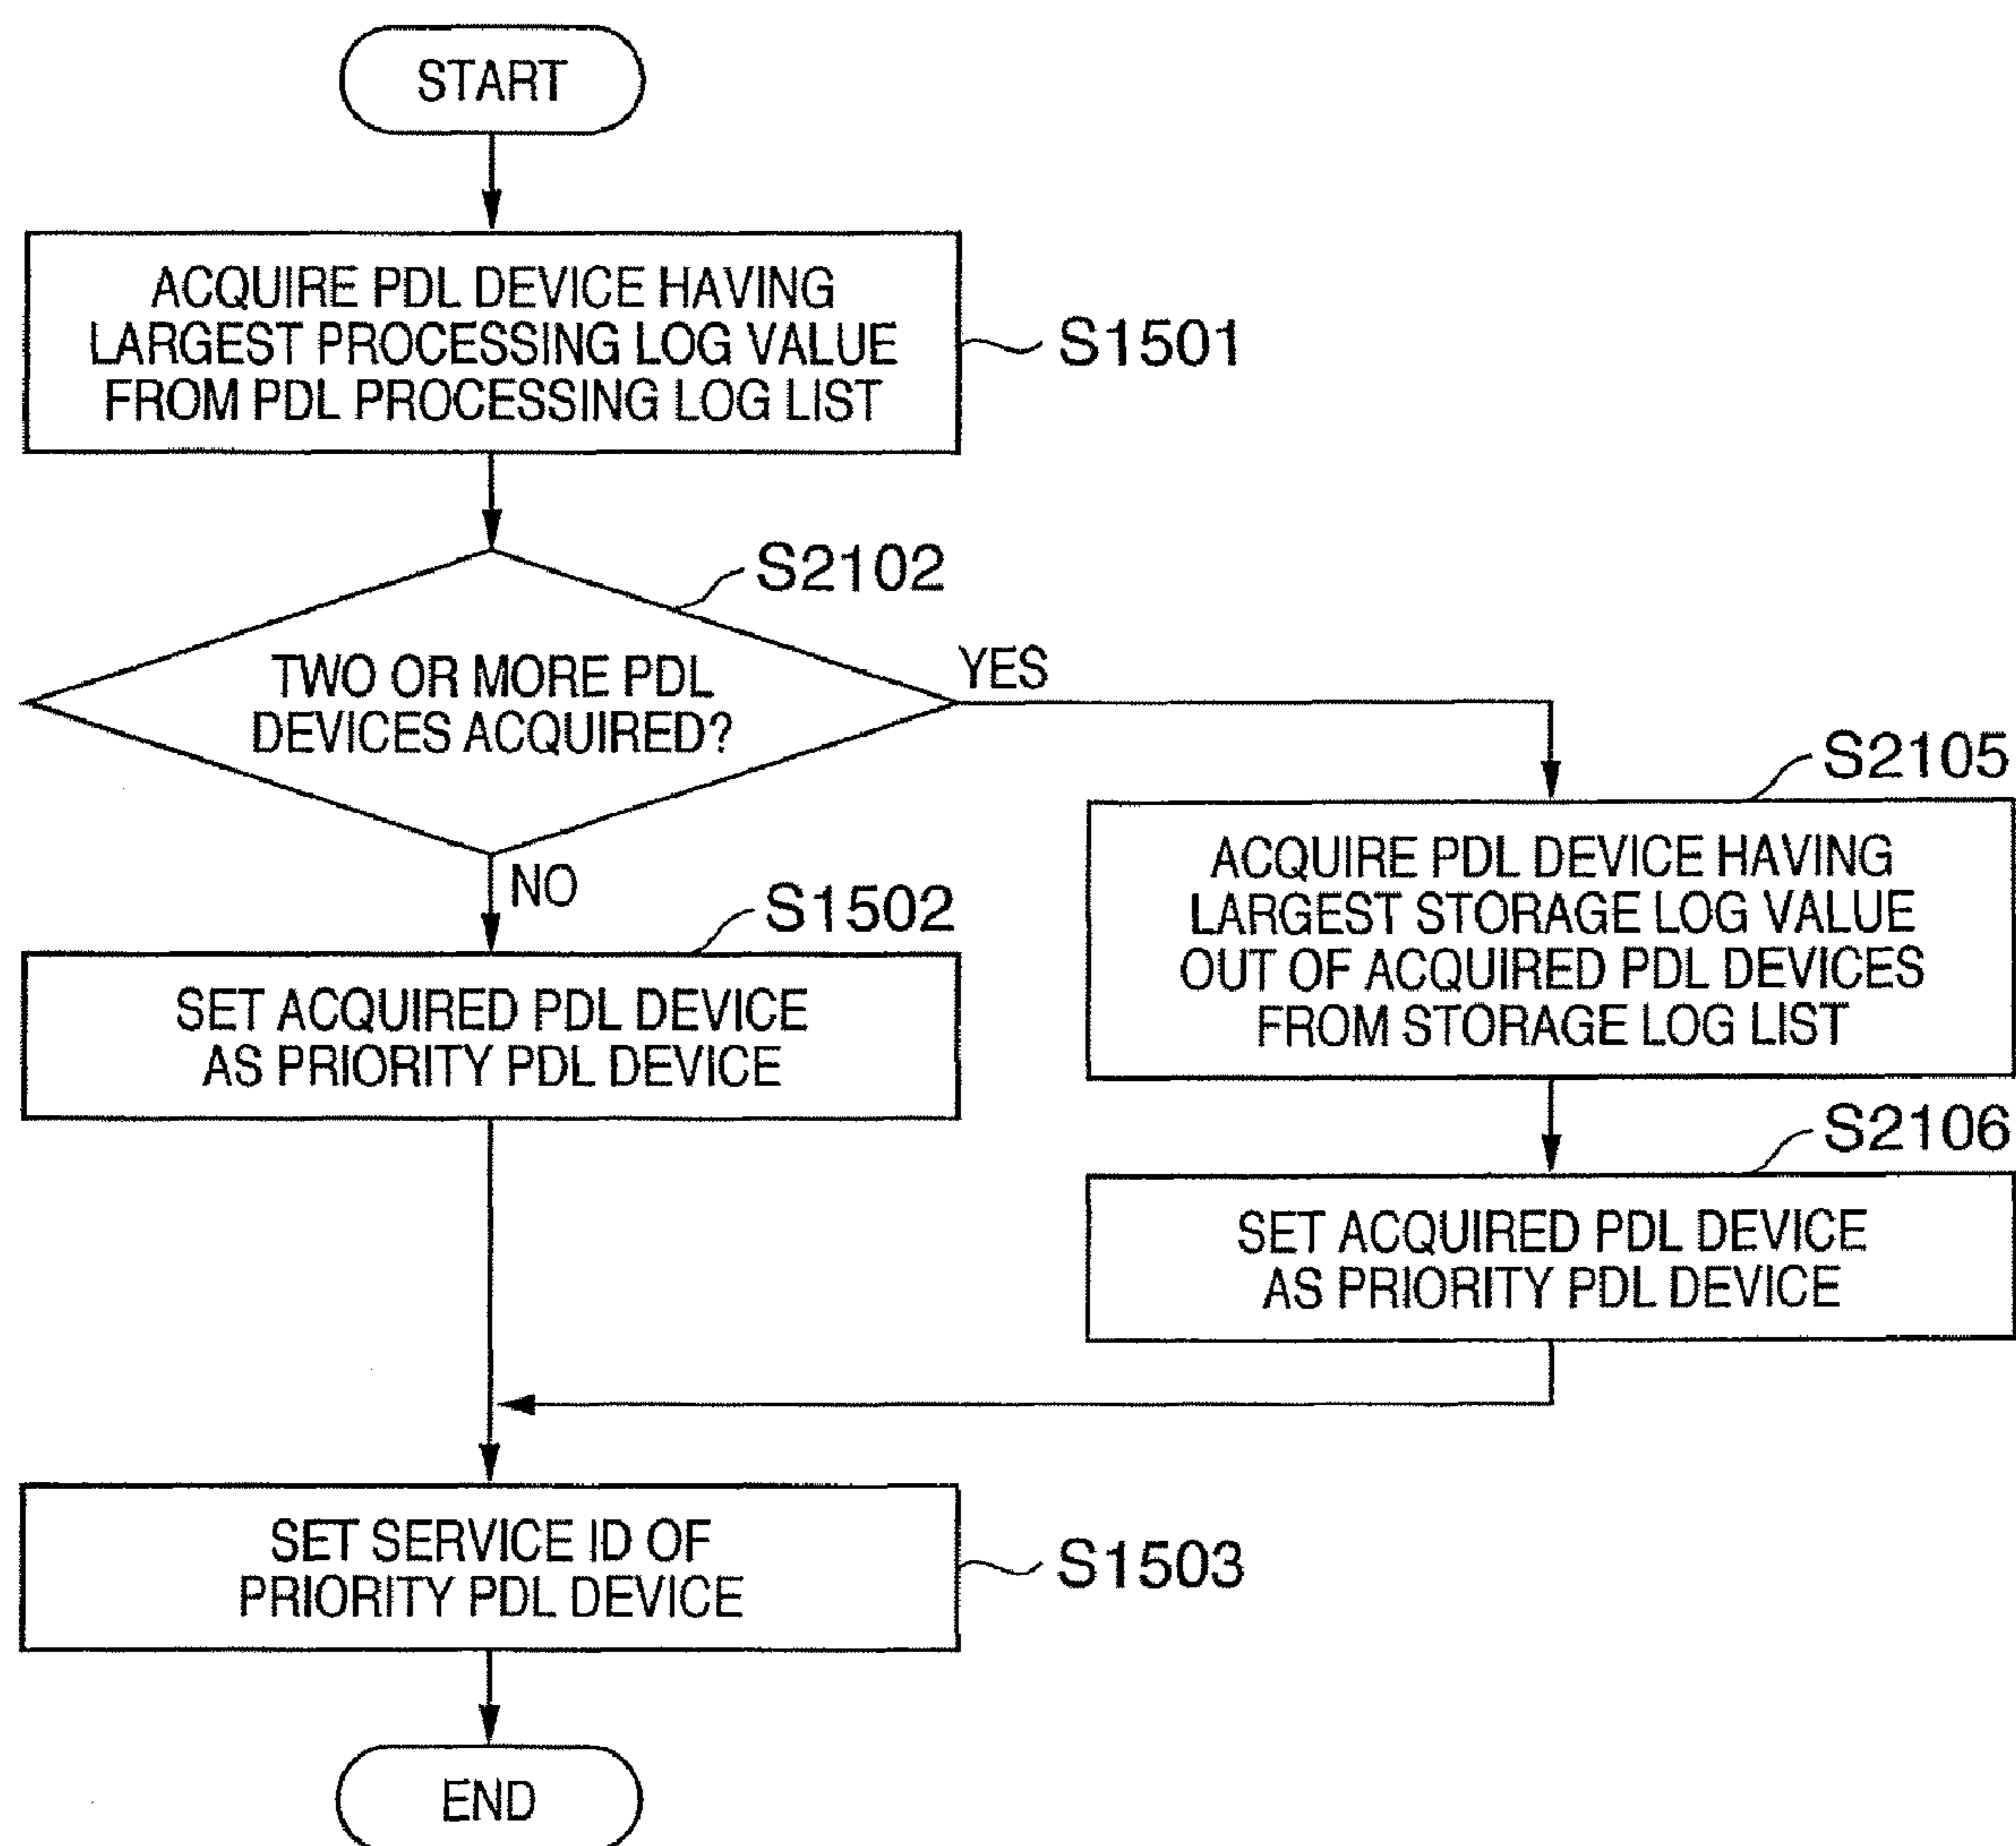 START
ACQUIRE PDL DEVICE HAVING
LARGEST PROCESSING LOG VALUE
FROM PDL PROCESSING LOG LIST
S1501
S2102
TWO OR MORE PDL
DEVICES ACQUIRED?
YES
NO
S2105
ACQUIRE PDL DEVICE HAVING
LARGEST STORAGE LOG VALUE
OUT OF ACQUIRED PDL DEVICES
FROM STORAGE LOG LIST
S1502
SET ACQUIRED PDL DEVICE
AS PRIORITY PDL DEVICE
S2106
SET ACQUIRED PDL DEVICE
AS PRIORITY PDL DEVICE
SET SERVICE ID OF
PRIORITY PDL DEVICE
S1503
END